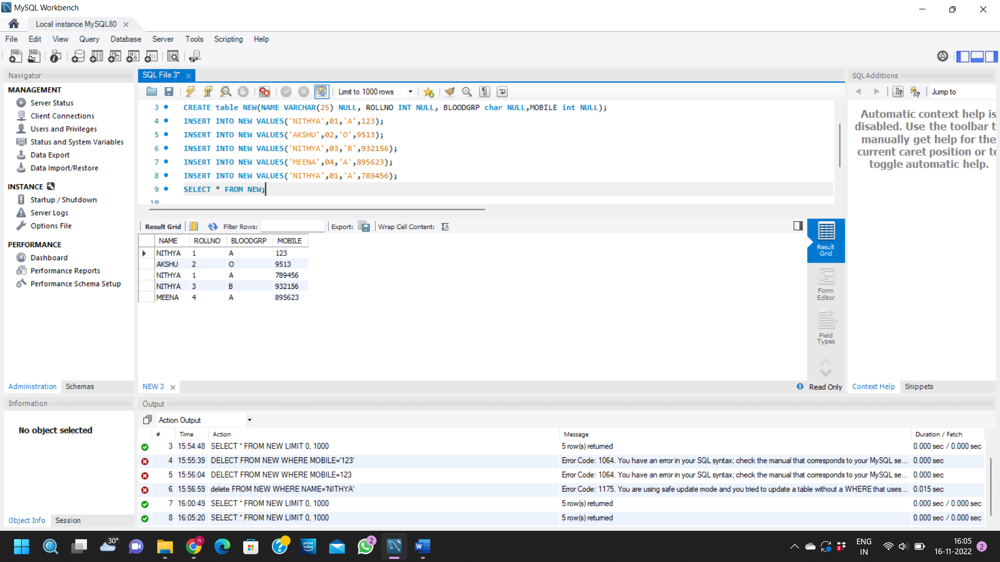 MySQL Workbench
Local instance MySQL80
File Edit View Query Database Server Tools Scripting Help
Navigator
MANAGEMENT
Server Status
Client Connections
Users and Privileges
Status and System Variables
Data Export
Data Import/Restore
INSTANCE
Startup / Shutdown
Server Logs
Options File
PERFORMANCE
Dashboard
Performance Reports
Performance Schema Setup
Administration Schemas
Information
No object selected
Object Info Session
SQL File 3*
Limit to 1000 rows
3 CREATE table NEW(NAME VARCHAR(25) NULL, ROLLNO INT NULL, BLOODGRP char NULL,MOBILE int NULL);
4 INSERT INTO NEW VALUES('NITHYA',01,'A',123);
5 INSERT INTO NEW VALUES('AKSHU',02,'O',9513);
6 INSERT INTO NEW VALUES('NITHYA',03,'B',932156);
7 INSERT INTO NEW VALUES('MEENA',04,'A',895623);
8 INSERT INTO NEW VALUES('NITHYA',01,'A',789456);
9 SELECT * FROM NEW;
10
Result Grid Filter Rows: Export: Wrap Cell Content:
NAME ROLLNO BLOODGRP MOBILE
NITHYA 1 A 123
AKSHU 2 O 9513
NITHYA 1 A 789456
NITHYA 3 B 932156
MEENA 4 A 895623
Result
Grid
Form
Editor
Field
Types
NEW 3
Read Only
SQLAdditions
Jump to
Automatic context help is
disabled. Use the toolbar t
manually get help for the
current caret position or to
toggle automatic help.
Context Help Snippets
Output
Action Output
# Time Action Message Duration / Fetch
3 15:54:48 SELECT * FROM NEW LIMIT 0, 1000 5 row(s) returned 0.000 sec / 0.000 sec
4 15:55:39 DELECT FROM NEW WHERE MOBILE='123' Error Code: 1064. You have an error in your SQL syntax; check the manual that corresponds to your MySQL se... 0.000 sec
5 15:56:04 DELECT FROM NEW WHERE MOBILE=123 Error Code: 1064. You have an error in your SQL syntax; check the manual that corresponds to your MySQL se... 0.000 sec
6 15:56:59 delete FROM NEW WHERE NAME='NITHYA' Error Code: 1175. You are using safe update mode and you tried to update a table without a WHERE that uses... 0.015 sec
7 16:00:49 SELECT * FROM NEW LIMIT 0, 1000 5 row(s) returned 0.000 sec / 0.000 sec
8 16:05:20 SELECT * FROM NEW LIMIT 0, 1000 5 row(s) returned 0.000 sec / 0.000 sec
30°
n
prime
video
2
W
3
ENG
IN
16:05
16-11-2022
2